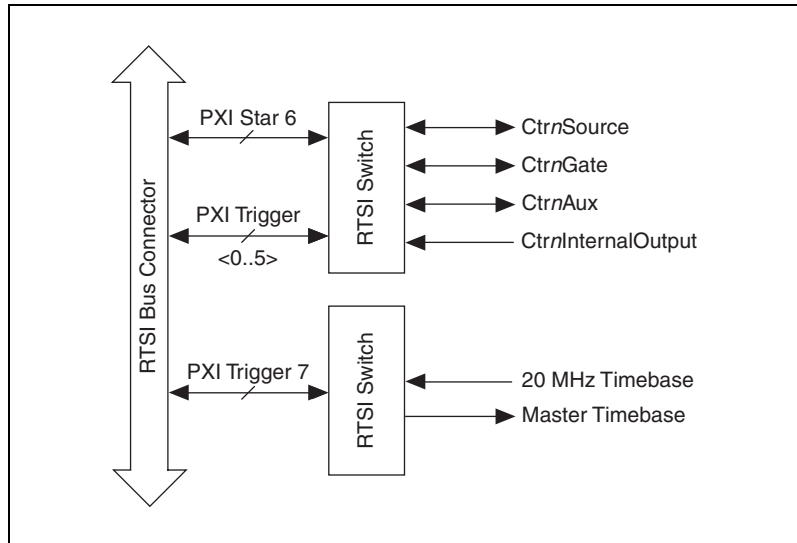 RTSI Bus Connector
PXI Star 6
PXI Trigger
<0..5>
RTSI Switch
CtrnSource
CtrnGate
CtrnAux
CtrnInternalOutput
PXI Trigger 7
RTSI Switch
20 MHz Timebase
Master Timebase